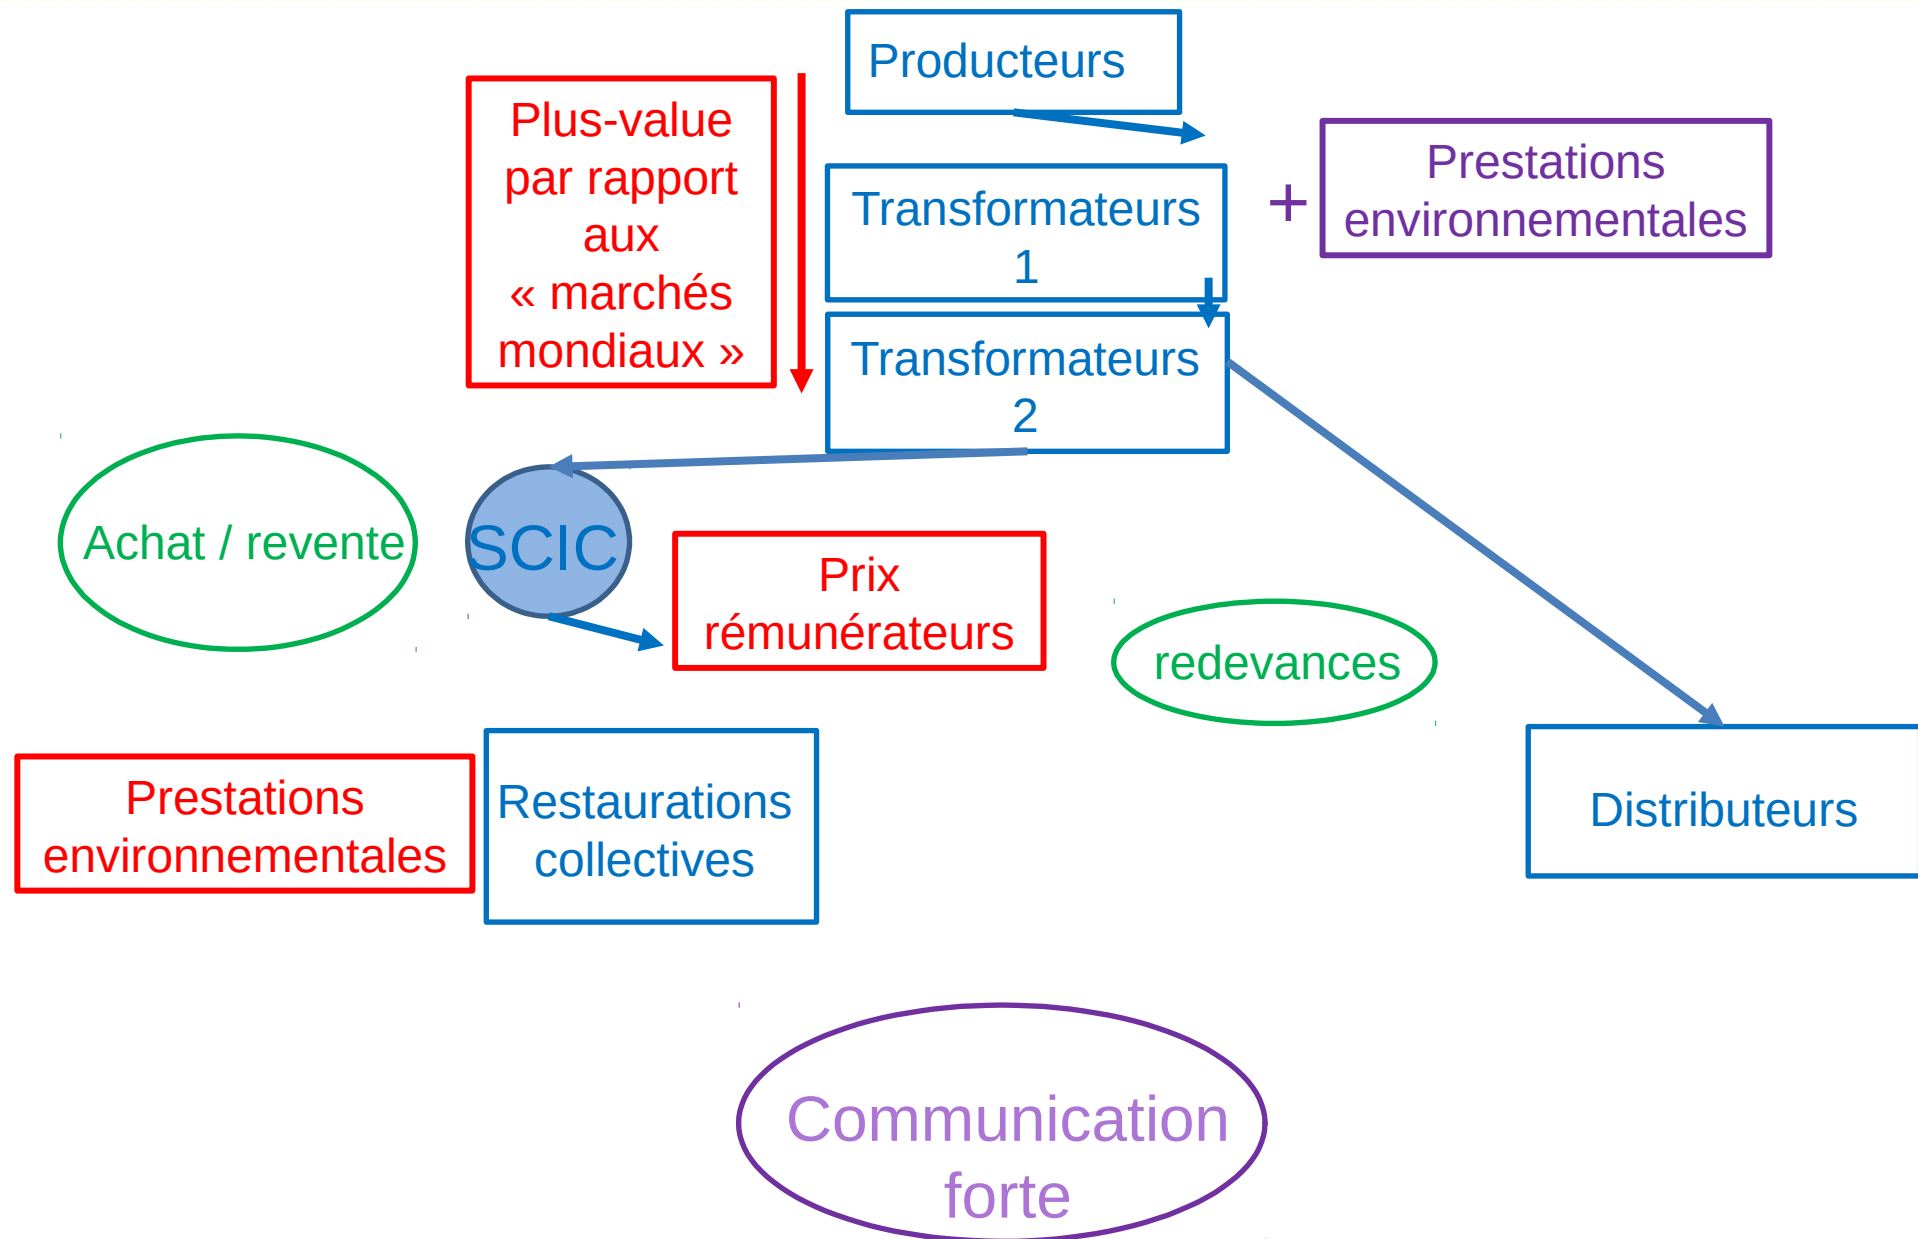 Producteurs
Plus-value
par rapport
aux
« marchés
mondiaux »
Transformateurs
1
+
Prestations
environnementales
Transformateurs
2
Achat / revente
SCIC
Prix
rémunérateurs
redevances
Prestations
environnementales
Restaurations
collectives
Distributeurs
Communication
forte